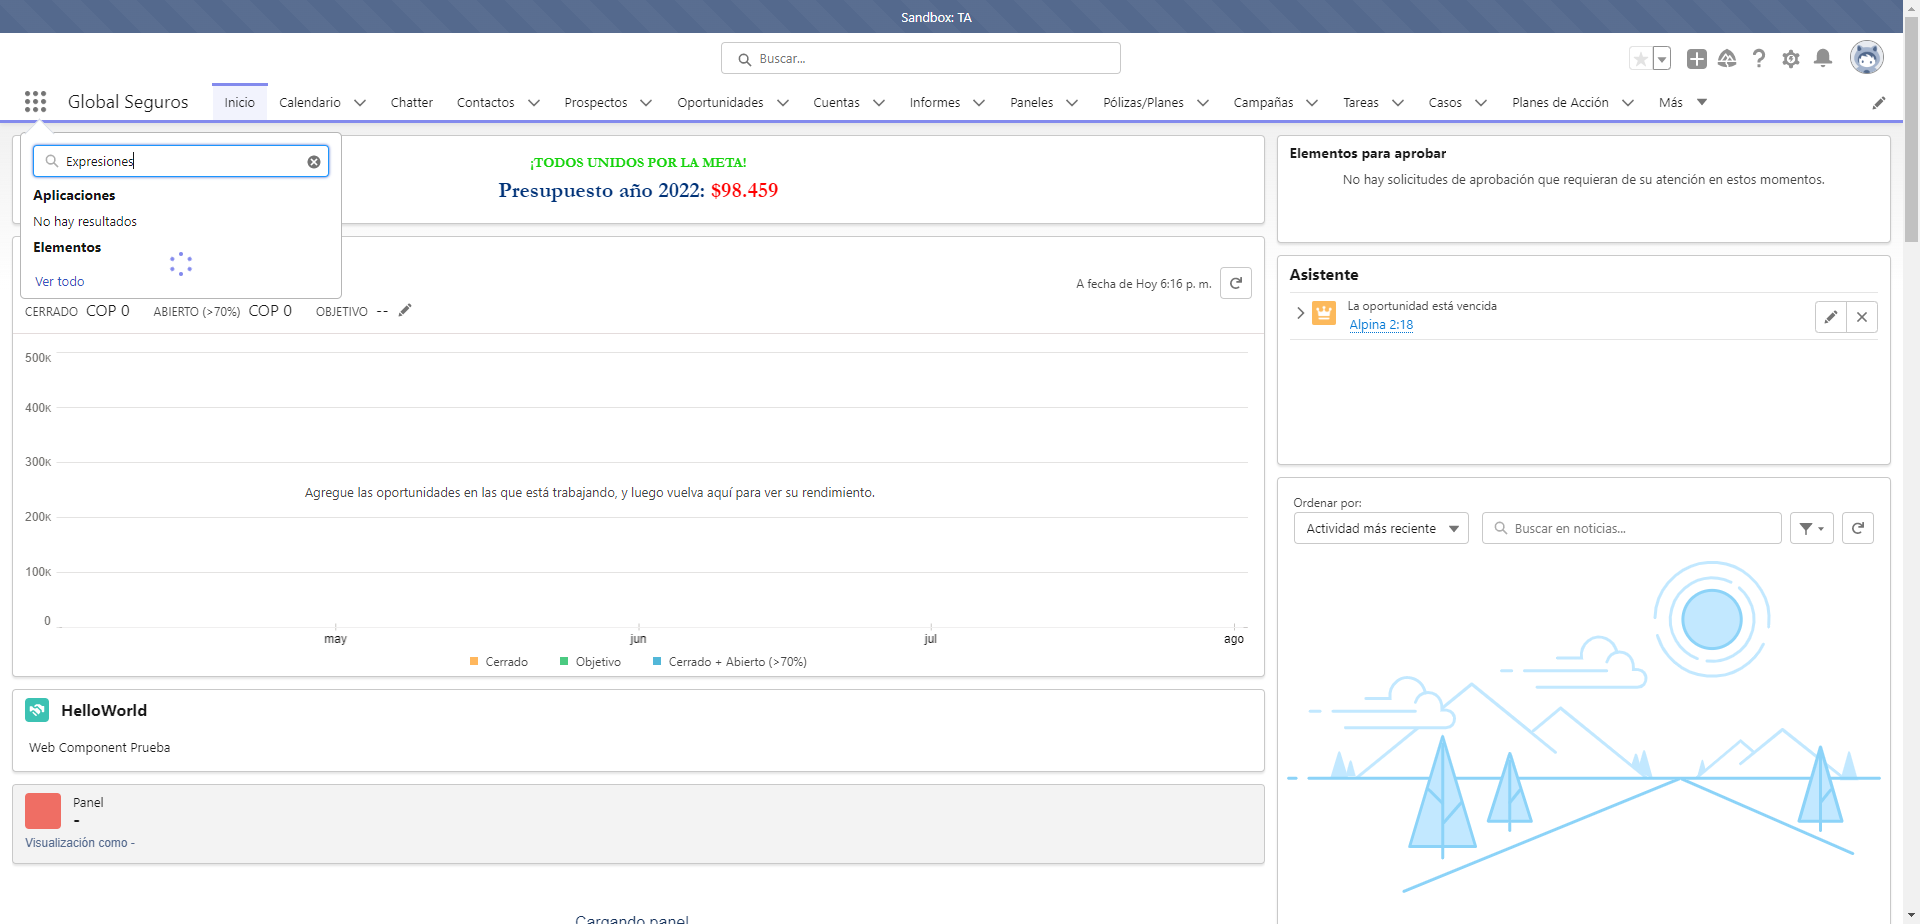 Sandbox: TA
Buscar...
Global Seguros
Inicio
Calendario
Chatter
Contactos
Prospectos
Oportunidades
Cuentas
Informes
Paneles
Pólizas/Planes
Campañas
Tareas
Casos
Planes de Acción
Más
Expresiones
Aplicaciones
No hay resultados
Elementos
Ver todo
¡TODOS UNIDOS POR LA META!
Presupuesto año 2022: $98.459
A fecha de Hoy 6:16 p. m.
CERRADO COP 0 ABIERTO (>70%) COP 0 OBJETIVO --
500K
400K
300K
200K
100K
0
Agregue las oportunidades en las que está trabajando, y luego vuelva aquí para ver su rendimiento.
may jun jul ago
Cerrado Objetivo Cerrado + Abierto (>70%)
HelloWorld
Web Component Prueba
Panel
-
Visualización como -
Cargando panel
Elementos para aprobar
No hay solicitudes de aprobación que requieran de su atención en estos momentos.
Asistente
La oportunidad está vencida
Alpina 2:18
Ordenar por:
Actividad más reciente
Buscar en noticias...